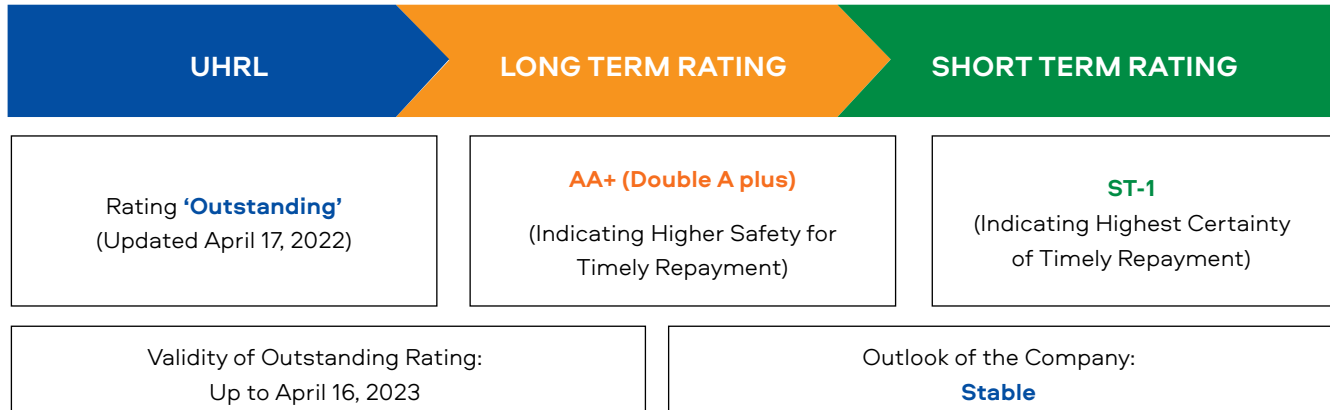 UHRL
LONG TERM RATING
SHORT TERM RATING
Rating ‘Outstanding’
(Updated April 17, 2022)
AA+ (Double A plus)
(Indicating Higher Safety for
Timely Repayment)
ST-1
(Indicating Highest Certainty
of Timely Repayment)
Validity of Outstanding Rating:
Up to April 16, 2023
Outlook of the Company:
Stable